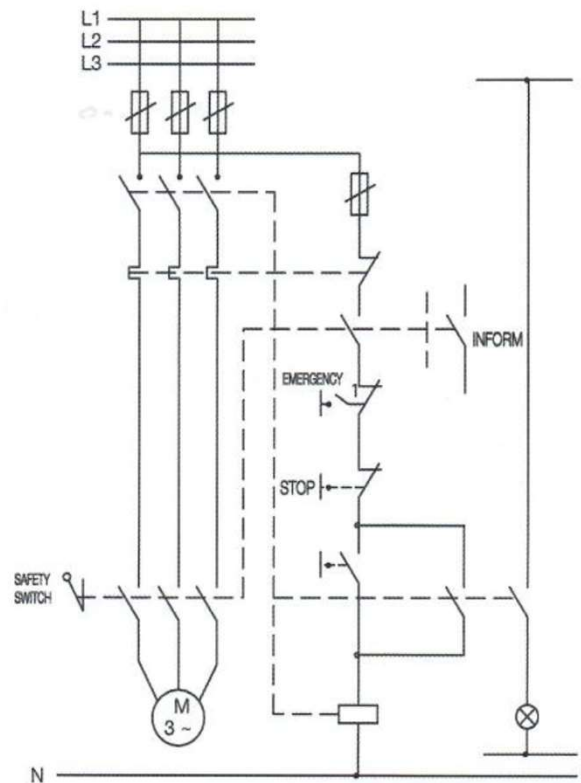 L1
L2
L3
INFORM
EMERGENCY
STOP
SAFETY
SWITCH
M
3 ~
N